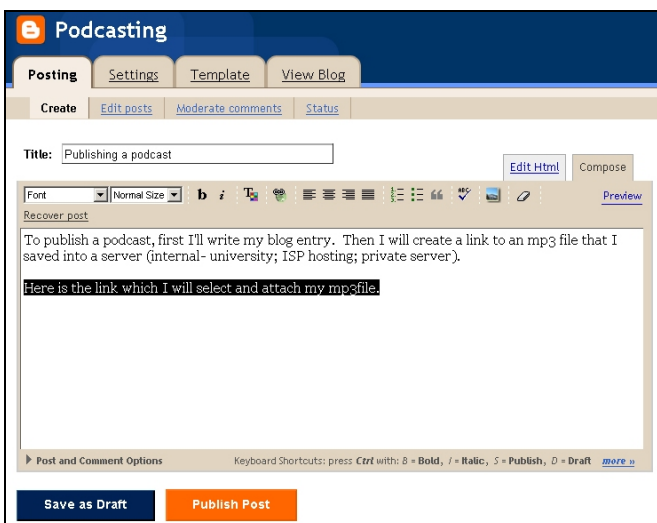 Podcasting
Posting Settings Template View Blog
Create Edit posts Moderate comments Status
Title: Publishing a podcast
Edit Html Compose
Font Normal Size b i T ABC Preview
Recover post
To publish a podcast, first I'll write my blog entry. Then I will create a link to an mp3 file that I
saved into a server (internal- university; ISP hosting; private server).
Here is the link which I will select and attach my mp3file.
Post and Comment Options Keyboard Shortcuts: press Ctrl with: B = Bold, I = Italic, S = Publish, D = Draft more »
Save as Draft Publish Post